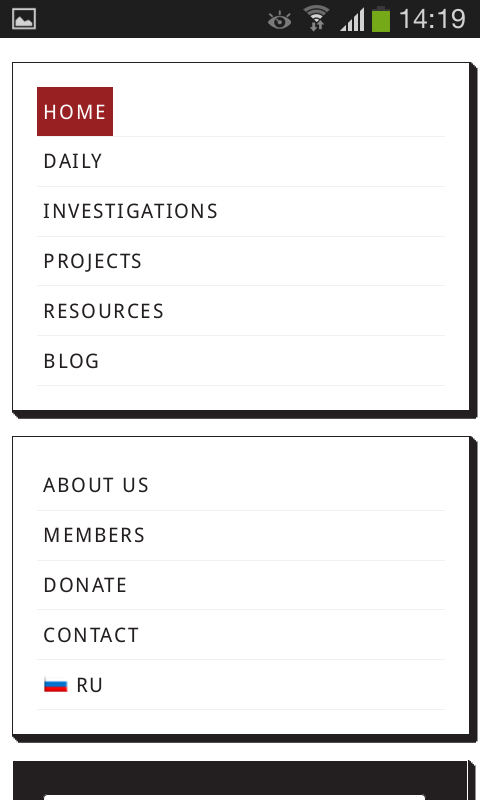 14:19
HOME
DAILY
INVESTIGATIONS
PROJECTS
RESOURCES
BLOG
ABOUT US
MEMBERS
DONATE
CONTACT
RU